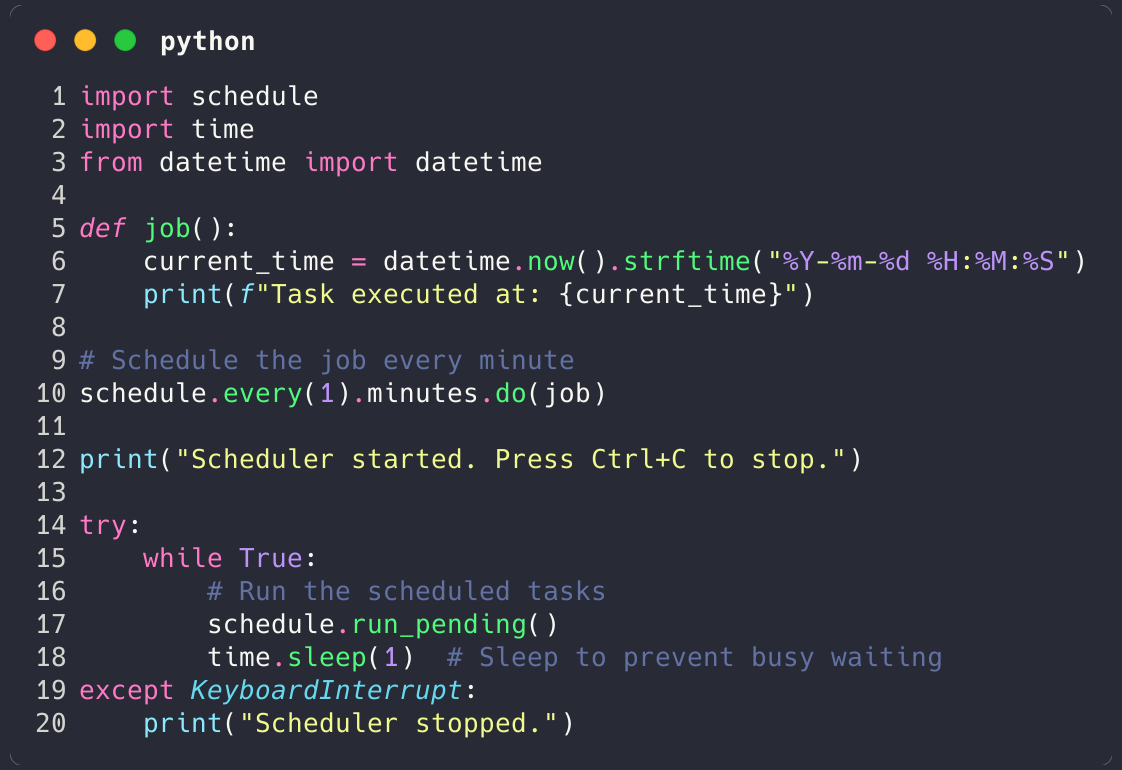 python
1 import schedule
2 import time
3 from datetime import datetime
4
5 def job():
6     current_time = datetime.now().strftime("%Y-%m-%d %H:%M:%S")
7     print(f"Task executed at: {current_time}")
8
9 # Schedule the job every minute
10 schedule.every(1).minutes.do(job)
11
12 print("Scheduler started. Press Ctrl+C to stop.")
13
14 try:
15     while True:
16         # Run the scheduled tasks
17         schedule.run_pending()
18         time.sleep(1)  # Sleep to prevent busy waiting
19 except KeyboardInterrupt:
20     print("Scheduler stopped.")